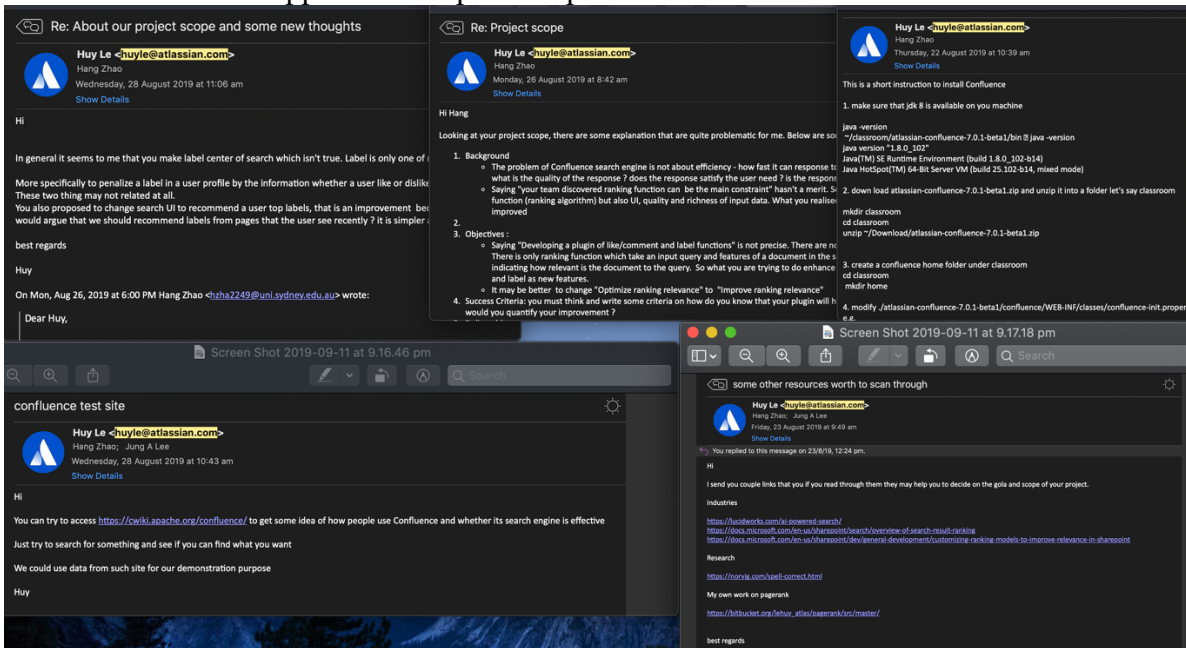 Re: About our project scope and some new thoughts
Huy Le <huyle@atlassian.com>
Hang Zhao
Wednesday, 28 August 2019 at 11:06 am
Show Details
Hi
In general it seems to me that you make label center of search which isn't true. Label is only one of
More specifically to penalize a label in a user profile by the information whether a user like or dislike
These two thing may not related at all.
You also proposed to change search UI to recommend a user top labels, that is an improvement
would argue that we should recommend labels from pages that the user see recently ? it is simpler
best regards
Huy
On Mon, Aug 26, 2019 at 6:00 PM Hang Zhao <hzha2249@uni.sydney.edu.au> wrote:
Dear Huy,
Re: Project scope
Huy Le <huyle@atlassian.com>
Hang Zhao
Monday, 26 August 2019 at 8:42 am
Show Details
Hi Hang
Looking at your project scope, there are some explanation that are quite problematic for me. Below are
1. Background
○ The problem of Confluence search engine is not about efficiency - how fast it can response
what is the quality of the response ? does the response satisfy the user need ? is the
○ Saying "your team discovered ranking function can be the main constraint" hasn't a merit.
function (ranking algorithm) but also UI, quality and richness of input data. What you
improved
2.
3. Objectives :
○ Saying "Developing a plugin of like/comment and label functions" is not precise. There are
There is only ranking function which take an input query and features of a document in the
indicating how relevant is the document to the query. So what you are trying to do enhance
and label as new features.
○ It may be better to change "Optimize ranking relevance" to "Improve ranking relevance"
4. Success Criteria: you must think and write some criteria on how do you know that your plugin will
would you quantify your improvement ?
Huy Le <huyle@atlassian.com>
Hang Zhao
Thursday, 22 August 2019 at 10:39 am
Show Details
This is a short instruction to install Confluence
1. make sure that jdk 8 is available on you machine
java -version
~/classroom/atlassian-confluence-7.0.1-beta1/bin java -version
java version "1.8.0_102"
Java(TM) SE Runtime Environment (build 1.8.0_102-b14)
Java HotSpot(TM) 64-Bit Server VM (build 25.102-b14, mixed mode)
2. down load atlassian-confluence-7.0.1-beta1.zip and unzip it into a folder let's say classroom
mkdir classroom
cd classroom
unzip ~/Download/atlassian-confluence-7.0.1-beta1.zip
3. create a confluence home folder under classroom
cd classroom
mkdir home
4. modify ./atlassian-confluence-7.0.1-beta1/confluence/WEB-INF/classes/confluence-init.proper
e.g.
Screen Shot 2019-09-11 at 9.16.46 pm
Search
confluence test site
Huy Le <huyle@atlassian.com>
Hang Zhao; Jung A Lee
Wednesday, 28 August 2019 at 10:43 am
Show Details
Hi
You can try to access https://cwiki.apache.org/confluence/ to get some idea of how people use Confluence and whether its search engine is effective
Just try to search for something and see if you can find what you want
We could use data from such site for our demonstration purpose
Huy
Screen Shot 2019-09-11 at 9.17.18 pm
Search
some other resources worth to scan through
Huy Le <huyle@atlassian.com>
Hang Zhao; Jung A Lee
Friday, 23 August 2019 at 9:49 am
Show Details
You replied to this message on 23/8/19, 12:24 pm.
Hi
I send you couple links that you if you read through them they may help you to decide on the gola and scope of your project.
Industries
https://lucidworks.com/ai-powered-search/
https://docs.microsoft.com/en-us/sharepoint/search/overview-of-search-result-ranking
https://docs.microsoft.com/en-us/sharepoint/dev/general-development/customizing-ranking-models-to-improve-relevance-in-sharepoint
Research
https://norvig.com/spell-correct.html
My own work on pagerank
https://bitbucket.org/lehuy_atlas/pagerank/src/master/
best regards